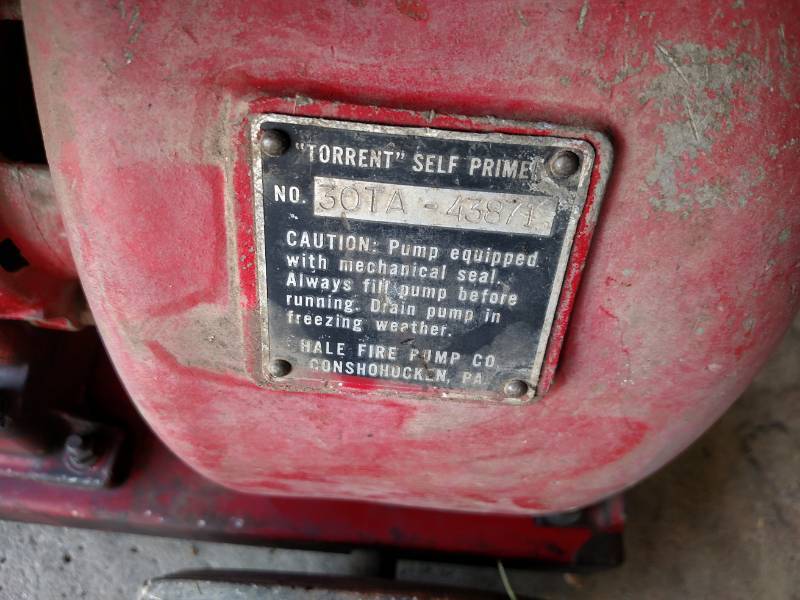 "TORRENT" SELF PRIMER
NO. 30TA - 43871
CAUTION: Pump equipped
with mechanical seal.
Always fill pump before
running. Drain pump in
freezing weather.
HALE FIRE PUMP CO
CONSHOHOCKEN, PA.